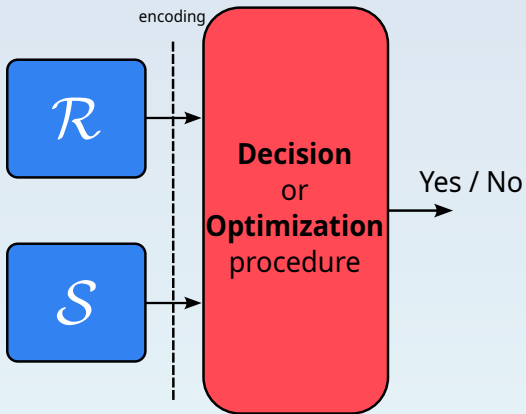 encoding
ℛ
𝒮
Decision
or
Optimization
procedure
Yes / No